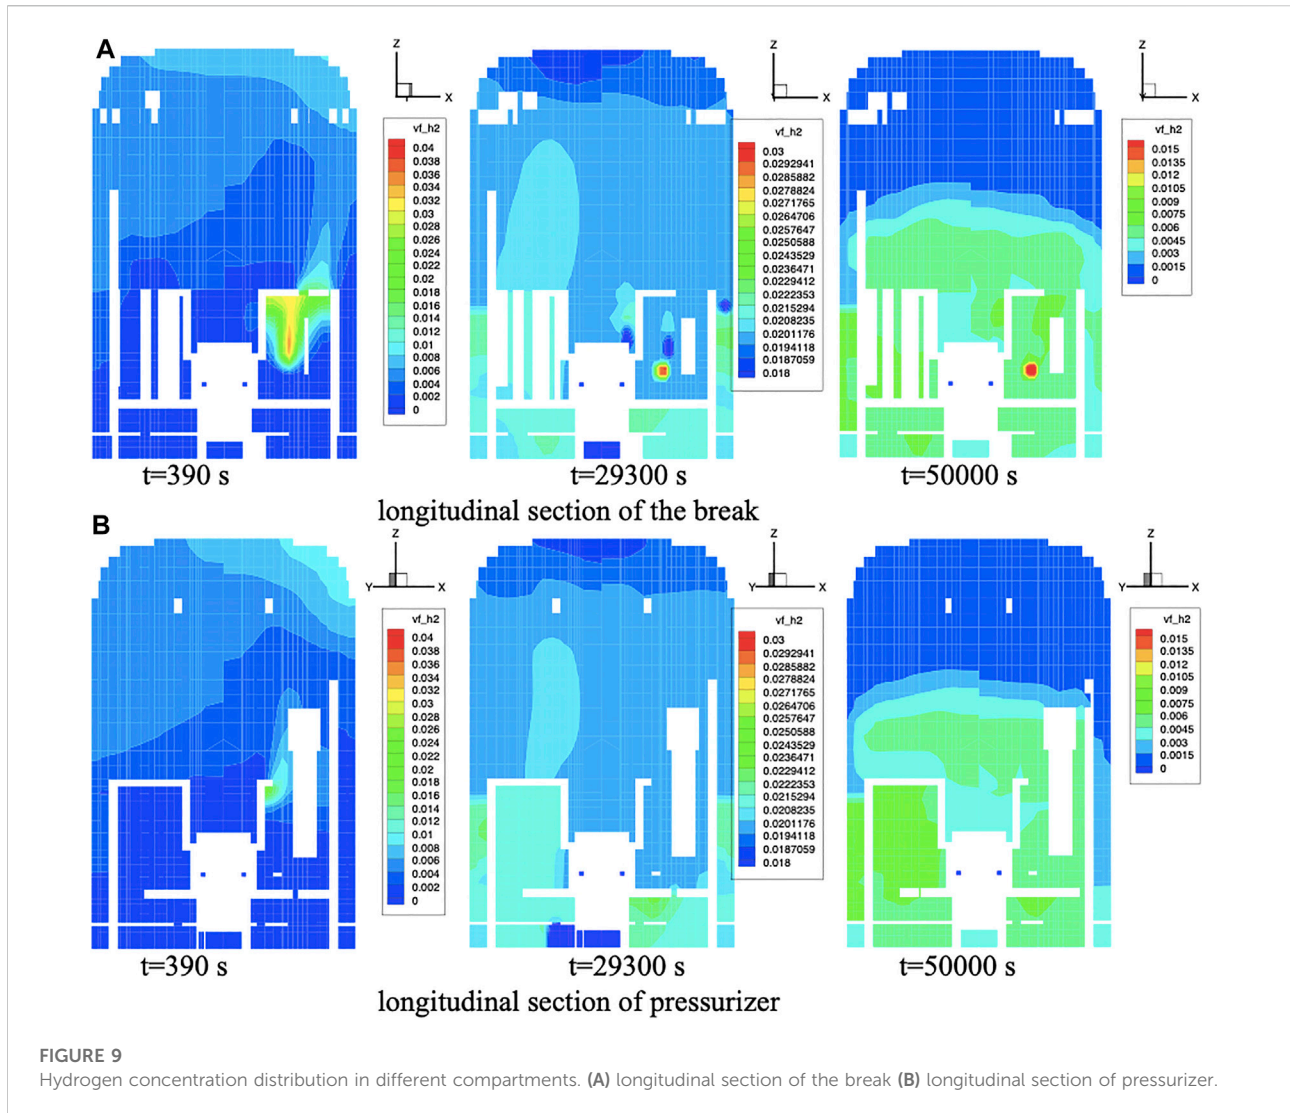 A
Z
X
Y
vf_h2
0.04
0.038
0.036
0.034
0.032
0.03
0.028
0.026
0.024
0.022
0.02
0.018
0.016
0.014
0.012
0.01
0.008
0.006
0.004
0.002
0
Z
X
vf_h2
0.03
0.0292941
0.0285882
0.0278824
0.0271765
0.0264706
0.0257647
0.0250588
0.0243529
0.0236471
0.0229412
0.0222353
0.0215294
0.0208235
0.0201176
0.0194118
0.0187059
0.018
Z
X
vf_h2
0.015
0.0135
0.012
0.0105
0.009
0.0075
0.006
0.0045
0.003
0.0015
0
t=390 s
t=29300 s
t=50000 s
longitudinal section of the break
B
Z
Y
X
vf_h2
0.04
0.038
0.036
0.034
0.032
0.03
0.028
0.026
0.024
0.022
0.02
0.018
0.016
0.014
0.012
0.01
0.008
0.006
0.004
0.002
0
Z
Y
X
vf_h2
0.03
0.0292941
0.0285882
0.0278824
0.0271765
0.0264706
0.0257647
0.0250588
0.0243529
0.0236471
0.0229412
0.0222353
0.0215294
0.0208235
0.0201176
0.0194118
0.0187059
0.018
Z
Y
X
vf_h2
0.015
0.0135
0.012
0.0105
0.009
0.0075
0.006
0.0045
0.003
0.0015
0
t=390 s
t=29300 s
t=50000 s
longitudinal section of pressurizer
FIGURE 9
Hydrogen concentration distribution in different compartments. (A) longitudinal section of the break (B) longitudinal section of pressurizer.